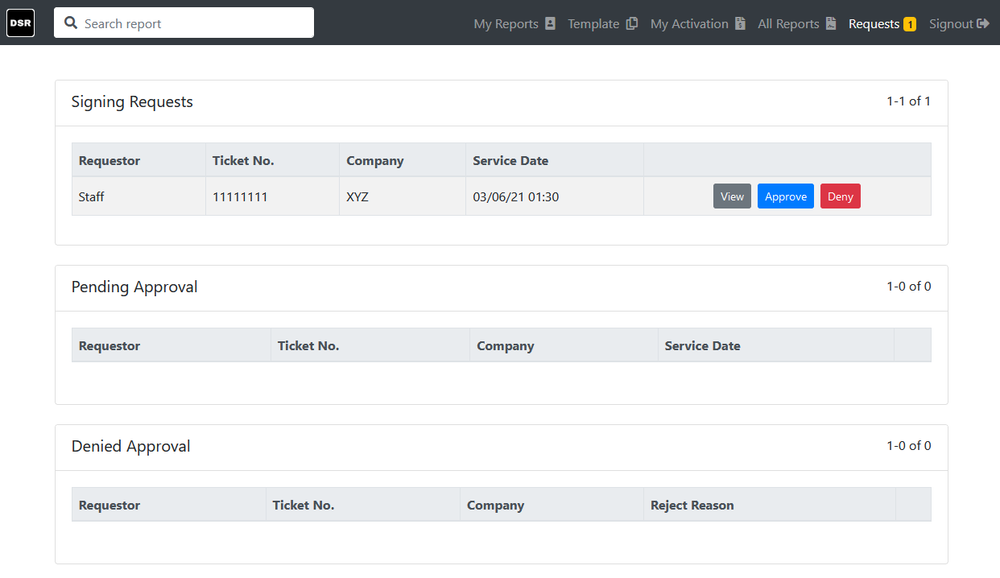 DSR Search report My Reports Template My Activation All Reports Requests 1 Signout
Signing Requests 1-1 of 1
Requestor Ticket No. Company Service Date
Staff 11111111 XYZ 03/06/21 01:30 View Approve Deny
Pending Approval 1-0 of 0
Requestor Ticket No. Company Service Date
Denied Approval 1-0 of 0
Requestor Ticket No. Company Reject Reason